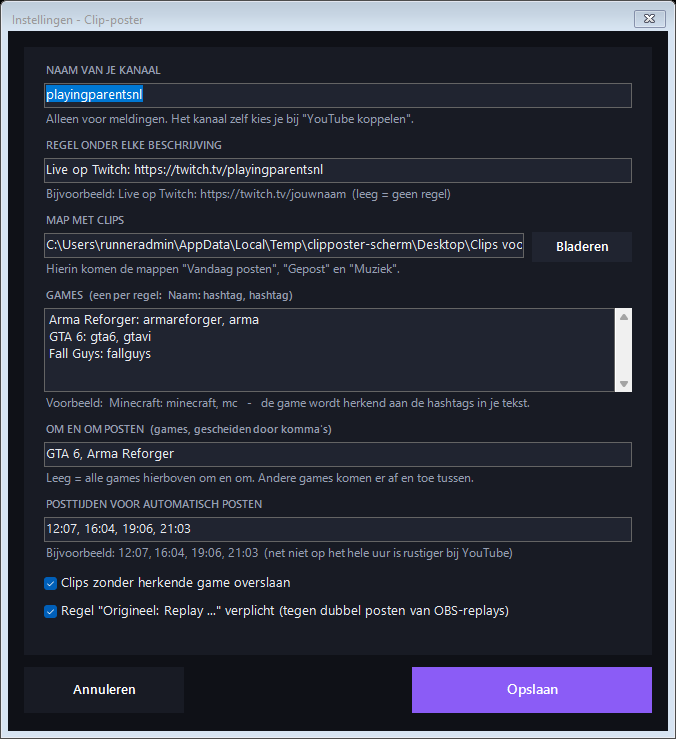 Instellingen - Clip-poster
NAAM VAN JE KANAAL
playingparentsnl
Alleen voor meldingen. Het kanaal zelf kies je bij "YouTube koppelen".
REGEL ONDER ELKE BESCHRIJVING
Live op Twitch: https://twitch.tv/playingparentsnl
Bijvoorbeeld: Live op Twitch: https://twitch.tv/jouwnaam  (leeg = geen regel)
MAP MET CLIPS
C:\Users\runneradmin\AppData\Local\Temp\clipposter-scherm\Desktop\Clips voo
Bladeren
Hierin komen de mappen "Vandaag posten", "Gepost" en "Muziek".
GAMES  (een per regel:  Naam: hashtag, hashtag)
Arma Reforger: armareforger, arma
GTA 6: gta6, gtavi
Fall Guys: fallguys
Voorbeeld:  Minecraft: minecraft, mc   -   de game wordt herkend aan de hashtags in je tekst.
OM EN OM POSTEN  (games, gescheiden door komma's)
GTA 6, Arma Reforger
Leeg = alle games hierboven om en om. Andere games komen er af en toe tussen.
POSTTIJDEN VOOR AUTOMATISCH POSTEN
12:07, 16:04, 19:06, 21:03
Bijvoorbeeld: 12:07, 16:04, 19:06, 21:03  (net niet op het hele uur is rustiger bij YouTube)
Clips zonder herkende game overslaan
Regel "Origineel: Replay ..." verplicht (tegen dubbel posten van OBS-replays)
Annuleren
Opslaan